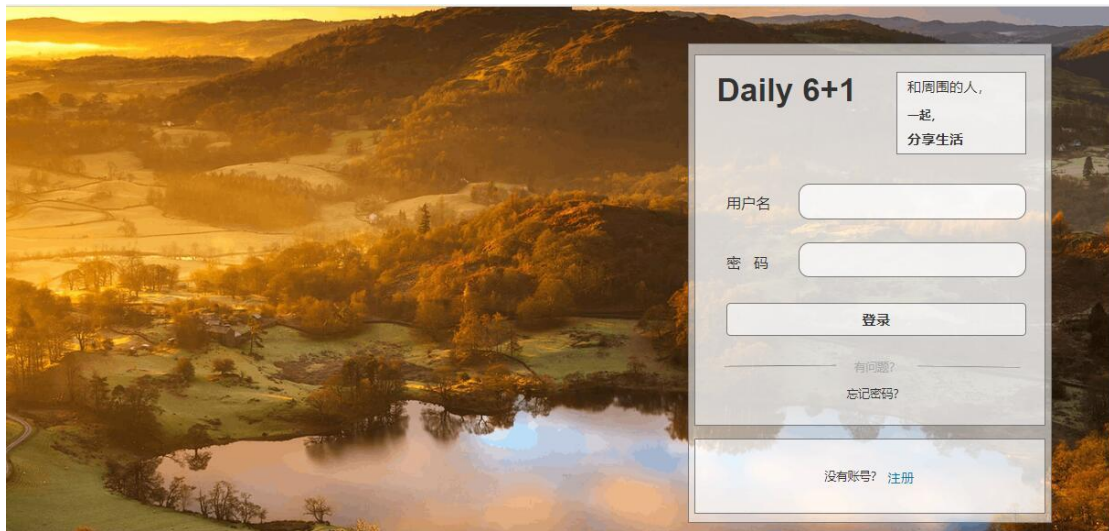 Daily 6+1
和周围的人，
一起，
分享生活
用户名
密 码
登录
有问题?
忘记密码?
没有账号? 注册